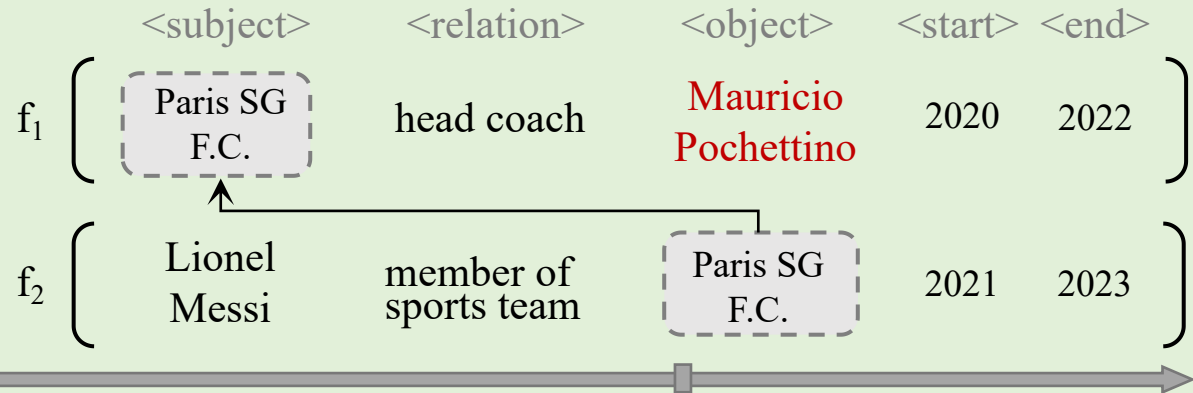 <subject> <relation> <object> <start> <end>
f₁ Paris SG F.C. head coach Mauricio Pochettino 2020 2022
f₂ Lionel Messi member of sports team Paris SG F.C. 2021 2023